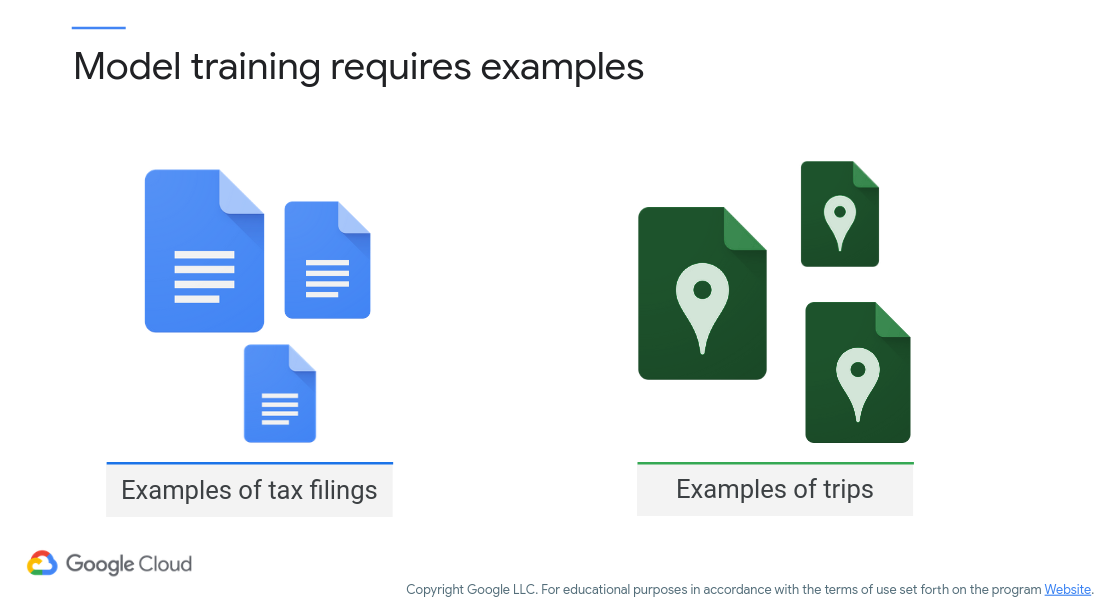 Model training requires examples
Examples of tax filings
Examples of trips
Google Cloud
Copyright Google LLC. For educational purposes in accordance with the terms of use set forth on the program Website.